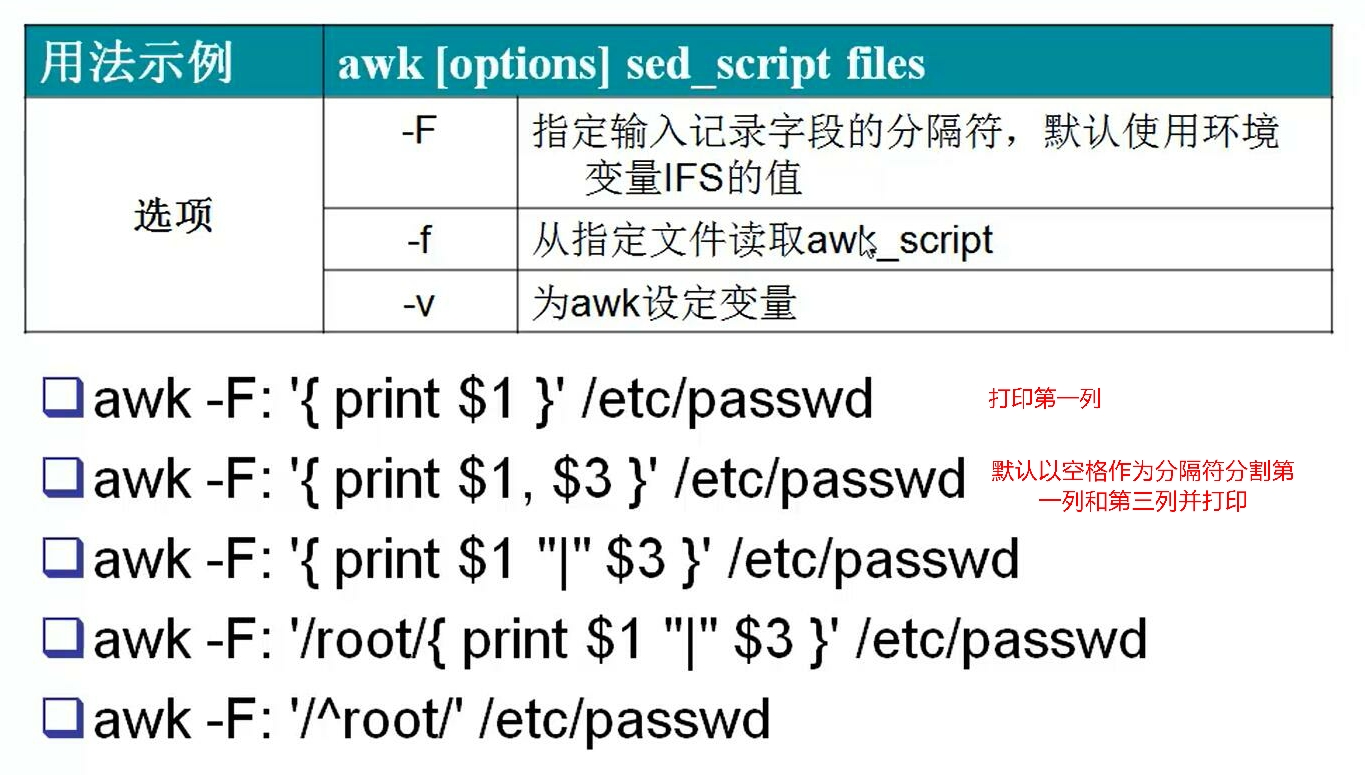 用法示例 awk [options] sed_script files
选项
-F 指定输入记录字段的分隔符，默认使用环境
变量IFS的值
-f 从指定文件读取awk_script
-v 为awk设定变量
awk -F: '{ print $1 }' /etc/passwd 打印第一列
awk -F: '{ print $1, $3 }' /etc/passwd 默认以空格作为分隔符分割第
一列和第三列并打印
awk -F: '{ print $1 "|" $3 }' /etc/passwd
awk -F: '/root/{ print $1 "|" $3 }' /etc/passwd
awk -F: '/^root/' /etc/passwd